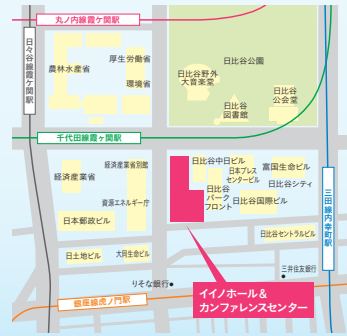 丸ノ内線霞ケ関駅
日々谷線霞ケ関駅
厚生労働省
農林水産省
環境省
日比谷公園
日比谷野外
大音楽堂
日比谷
公会堂
日比谷
図書館
千代田線霞ヶ関駅
経済産業省別館
経済産業省
資源エネルギー庁
日本郵政ビル
日土地ビル
大同生命ビル
日比谷中日ビル
日本プレス
センタービル
富国生命ビル
日比谷シティ
日比谷
パーク
フロント
日比谷国際ビル
日比谷セントラルビル
三田線内幸町駅
三井住友銀行
りそな銀行
銀座線虎ノ門駅
イイノホール＆
カンファレンスセンター